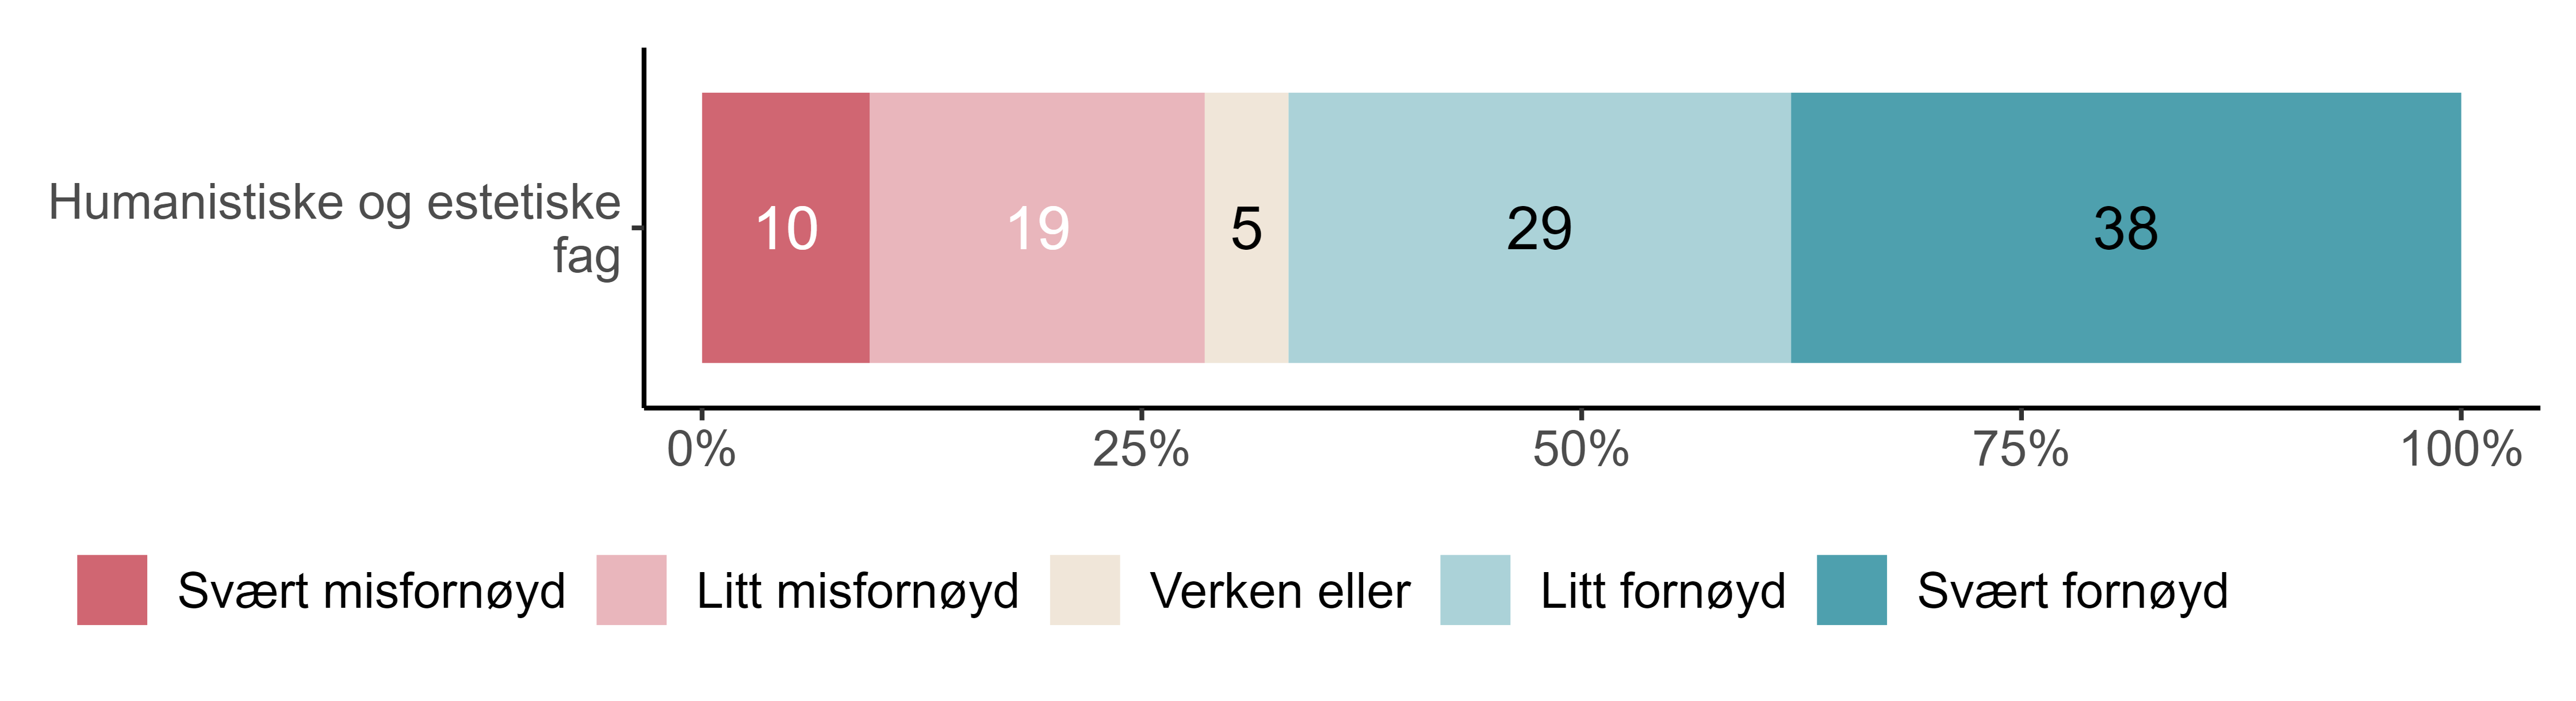 Humanistiske og estetiske
fag
10 19 5 29 38
0% 25% 50% 75% 100%
Svært misfornøyd Litt misfornøyd Verken eller Litt fornøyd Svært fornøyd